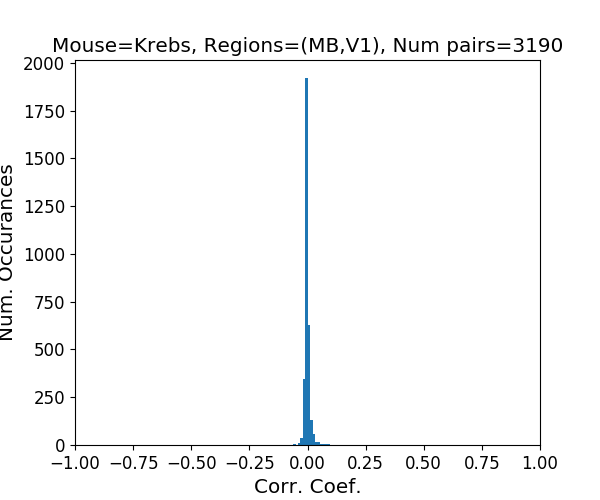 Mouse=Krebs, Regions=(MB,V1), Num pairs=3190
2000
1750
1500
1250
1000
750
500
250
0
Num. Occurances
−1.00 −0.75 −0.50 −0.25 0.00 0.25 0.50 0.75 1.00
Corr. Coef.